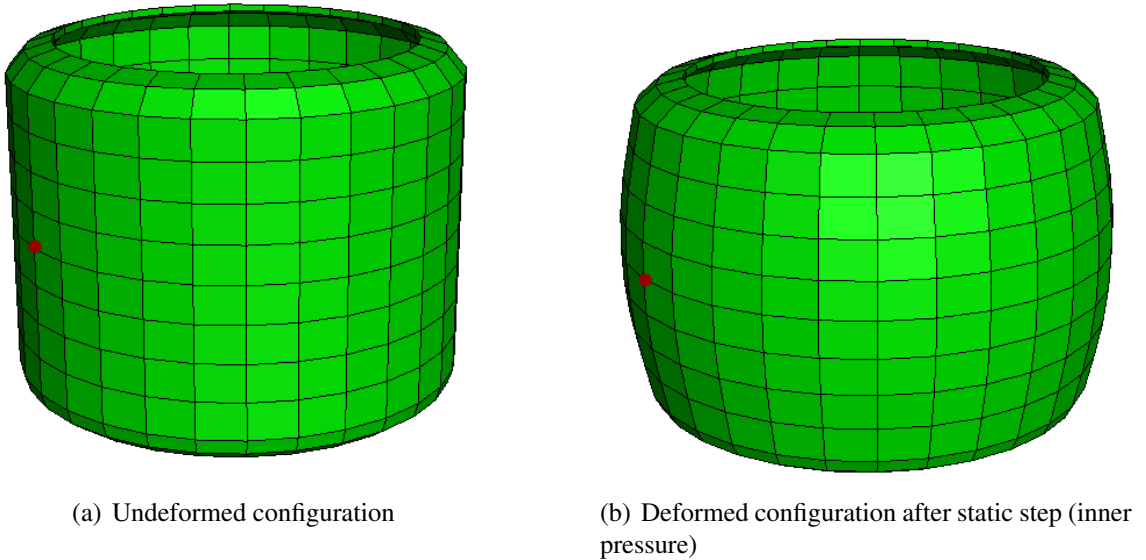 (a) Undeformed configuration
(b) Deformed configuration after static step (inner
pressure)